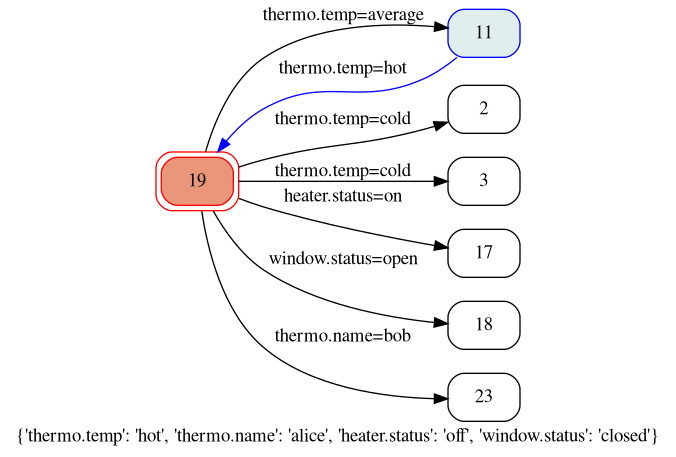 thermo.temp=average
11
thermo.temp=hot
2
thermo.temp=cold
19
thermo.temp=cold
3
heater.status=on
17
window.status=open
18
thermo.name=bob
23
{'thermo.temp': 'hot', 'thermo.name': 'alice', 'heater.status': 'off', 'window.status': 'closed'}